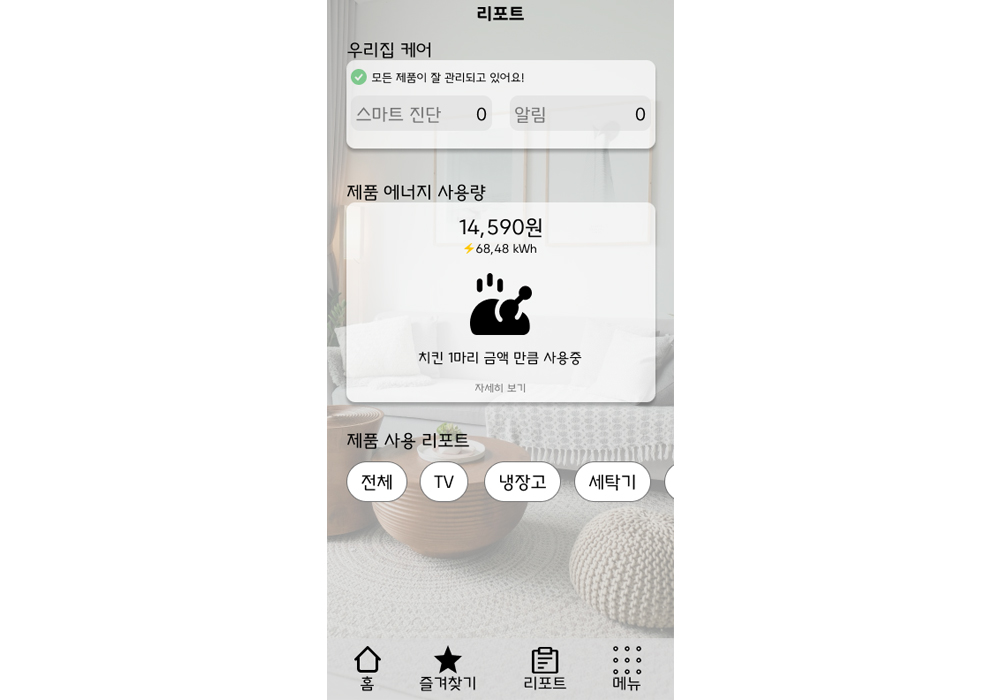 리포트
우리집 케어
모든 제품이 잘 관리되고 있어요!
스마트 진단 0 알림 0
제품 에너지 사용량
14,590원
68,48 kWh
치킨 1마리 금액 만큼 사용중
자세히 보기
제품 사용 리포트
전체 TV 냉장고 세탁기
홈 즐겨찾기 리포트 메뉴